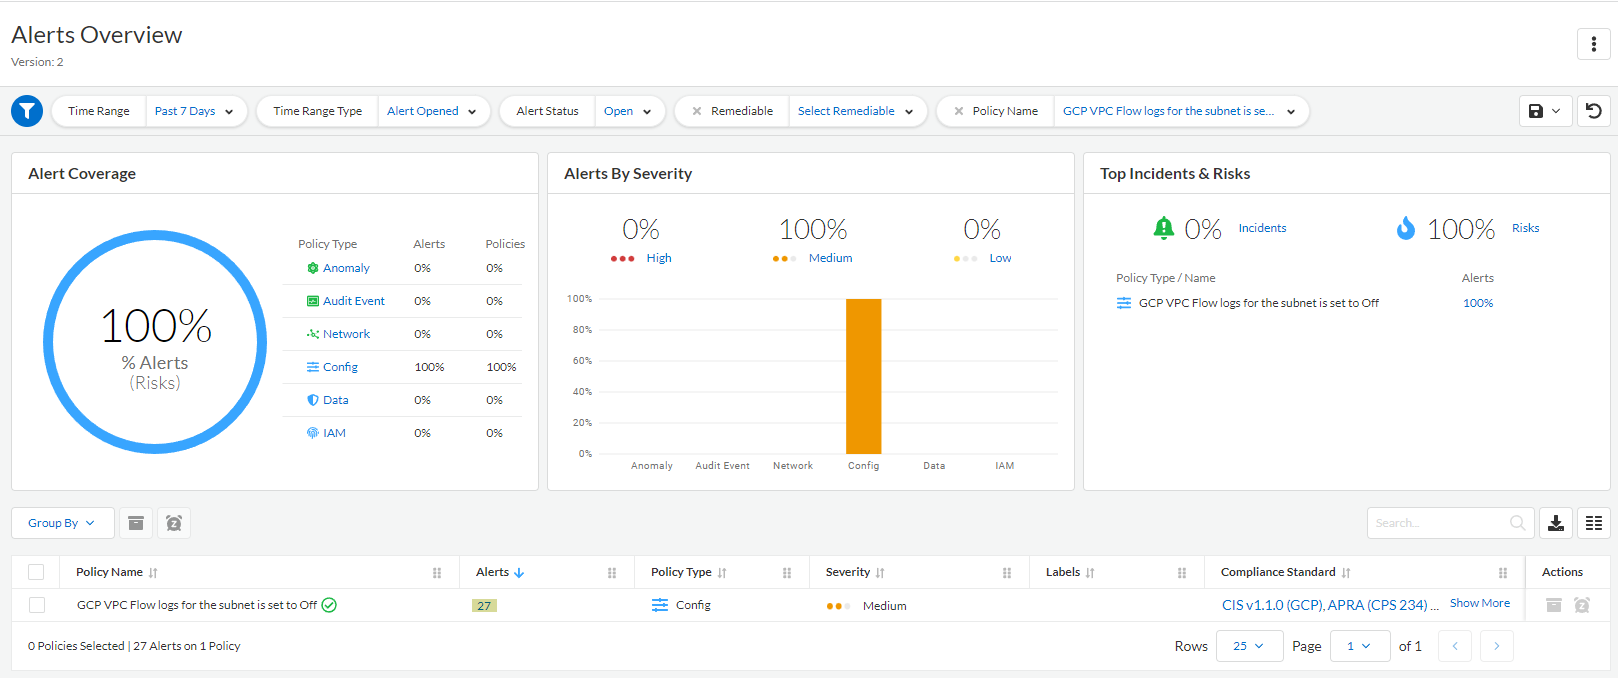 Alerts Overview
Version: 2
Time Range Past 7 Days
Time Range Type Alert Opened
Alert Status Open
Remediable Select Remediable
Policy Name GCP VPC Flow logs for the subnet is se...
Alert Coverage
100%
% Alerts
(Risks)
Policy Type Alerts Policies
Anomaly 0% 0%
Audit Event 0% 0%
Network 0% 0%
Config 100% 100%
Data 0% 0%
IAM 0% 0%
Alerts By Severity
0% 100% 0%
High Medium Low
100%
80%
60%
40%
20%
0%
Anomaly Audit Event Network Config Data IAM
Top Incidents & Risks
0% Incidents 100% Risks
Policy Type / Name Alerts
GCP VPC Flow logs for the subnet is set to Off 100%
Group By
Search...
Policy Name Alerts Policy Type Severity Labels Compliance Standard Actions
GCP VPC Flow logs for the subnet is set to Off 27 Config Medium CIS v1.1.0 (GCP), APRA (CPS 234) ... Show More
0 Policies Selected | 27 Alerts on 1 Policy
Rows 25 Page 1 of 1